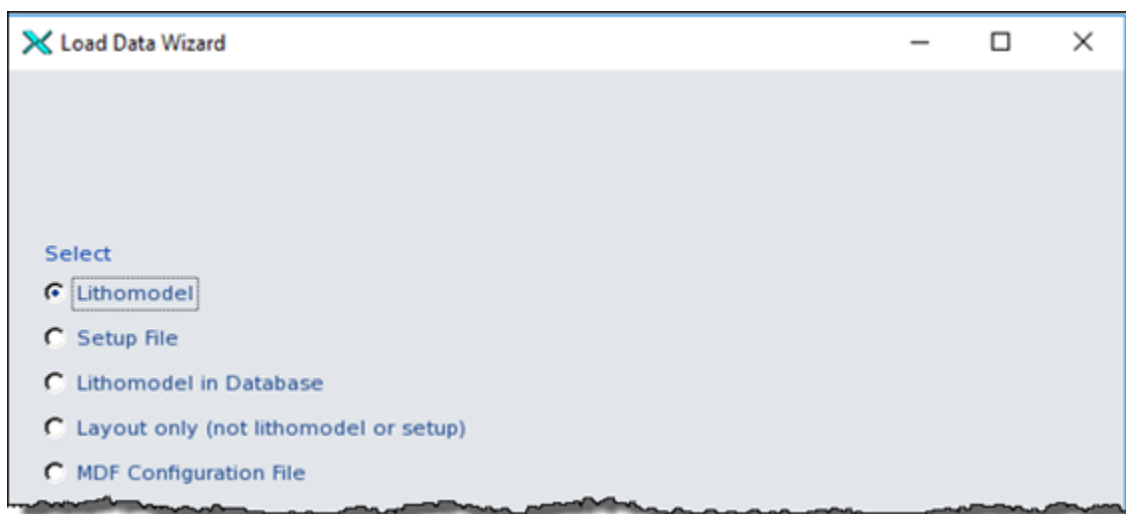 Load Data Wizard
Select
Lithomodel
Setup File
Lithomodel in Database
Layout only (not lithomodel or setup)
MDF Configuration File